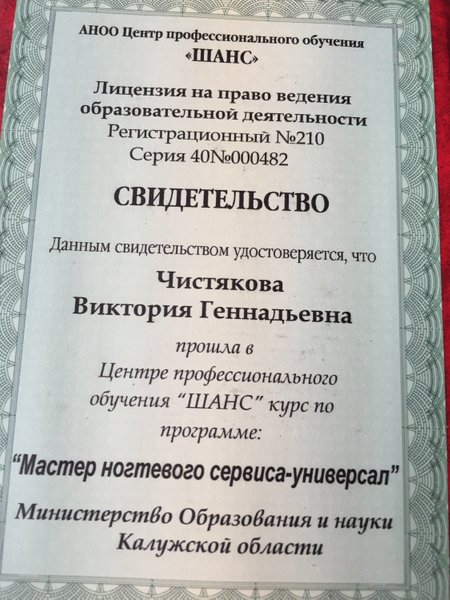 АНОО Центр профессионального обучения
«ШАНС»
Лицензия на право ведения
образовательной деятельности
Регистрационный №210
Серия 40№000482
СВИДЕТЕЛЬСТВО
Данным свидетельством удостоверяется, что
Чистякова
Виктория Геннадьевна
прошла в
Центре профессионального
обучения “ШАНС” курс по
программе:
“Мастер ногтевого сервиса-универсал”
Министерство Образования и науки
Калужской области